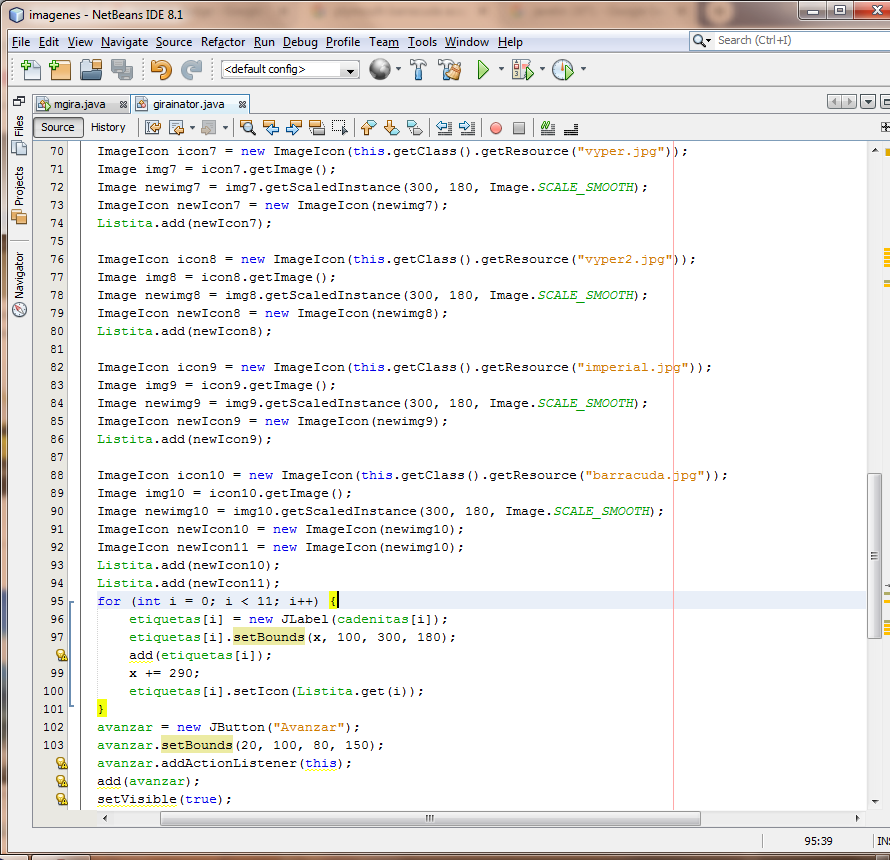 imagenes - NetBeans IDE 8.1
File Edit View Navigate Source Refactor Run Debug Profile Team Tools Window Help
Search (Ctrl+I)
<default config>
mgira.java
girainator.java
Source History
Files
Projects
Navigator
70 ImageIcon icon7 = new ImageIcon(this.getClass().getResource("vyper.jpg"));
71 Image img7 = icon7.getImage();
72 Image newimg7 = img7.getScaledInstance(300, 180, Image.SCALE_SMOOTH);
73 ImageIcon newIcon7 = new ImageIcon(newimg7);
74 Listita.add(newIcon7);
75
76 ImageIcon icon8 = new ImageIcon(this.getClass().getResource("vyper2.jpg"));
77 Image img8 = icon8.getImage();
78 Image newimg8 = img8.getScaledInstance(300, 180, Image.SCALE_SMOOTH);
79 ImageIcon newIcon8 = new ImageIcon(newimg8);
80 Listita.add(newIcon8);
81
82 ImageIcon icon9 = new ImageIcon(this.getClass().getResource("imperial.jpg"));
83 Image img9 = icon9.getImage();
84 Image newimg9 = img9.getScaledInstance(300, 180, Image.SCALE_SMOOTH);
85 ImageIcon newIcon9 = new ImageIcon(newimg9);
86 Listita.add(newIcon9);
87
88 ImageIcon icon10 = new ImageIcon(this.getClass().getResource("barracuda.jpg"));
89 Image img10 = icon10.getImage();
90 Image newimg10 = img10.getScaledInstance(300, 180, Image.SCALE_SMOOTH);
91 ImageIcon newIcon10 = new ImageIcon(newimg10);
92 ImageIcon newIcon11 = new ImageIcon(newimg10);
93 Listita.add(newIcon10);
94 Listita.add(newIcon11);
95 for (int i = 0; i < 11; i++) {
96 etiquetas[i] = new JLabel(cadenitas[i]);
97 etiquetas[i].setBounds(x, 100, 300, 180);
add(etiquetas[i]);
99 x += 290;
100 etiquetas[i].setIcon(Listita.get(i));
101 }
102 avanzar = new JButton("Avanzar");
103 avanzar.setBounds(20, 100, 80, 150);
avanzar.addActionListener(this);
add(avanzar);
setVisible(true);
95:39